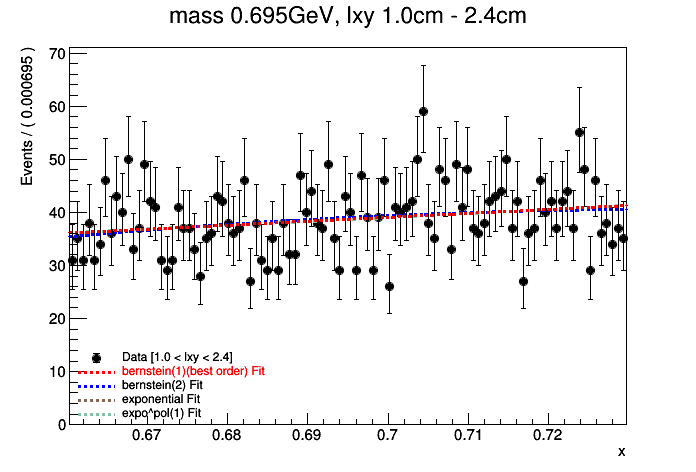 mass 0.695GeV, lxy 1.0cm - 2.4cm
Events / ( 0.000695 )
70
60
50
40
30
20
10
0
Data [1.0 < lxy < 2.4]
bernstein(1)(best order) Fit
bernstein(2) Fit
exponential Fit
expo^pol(1) Fit
0.67 0.68 0.69 0.7 0.71 0.72
x